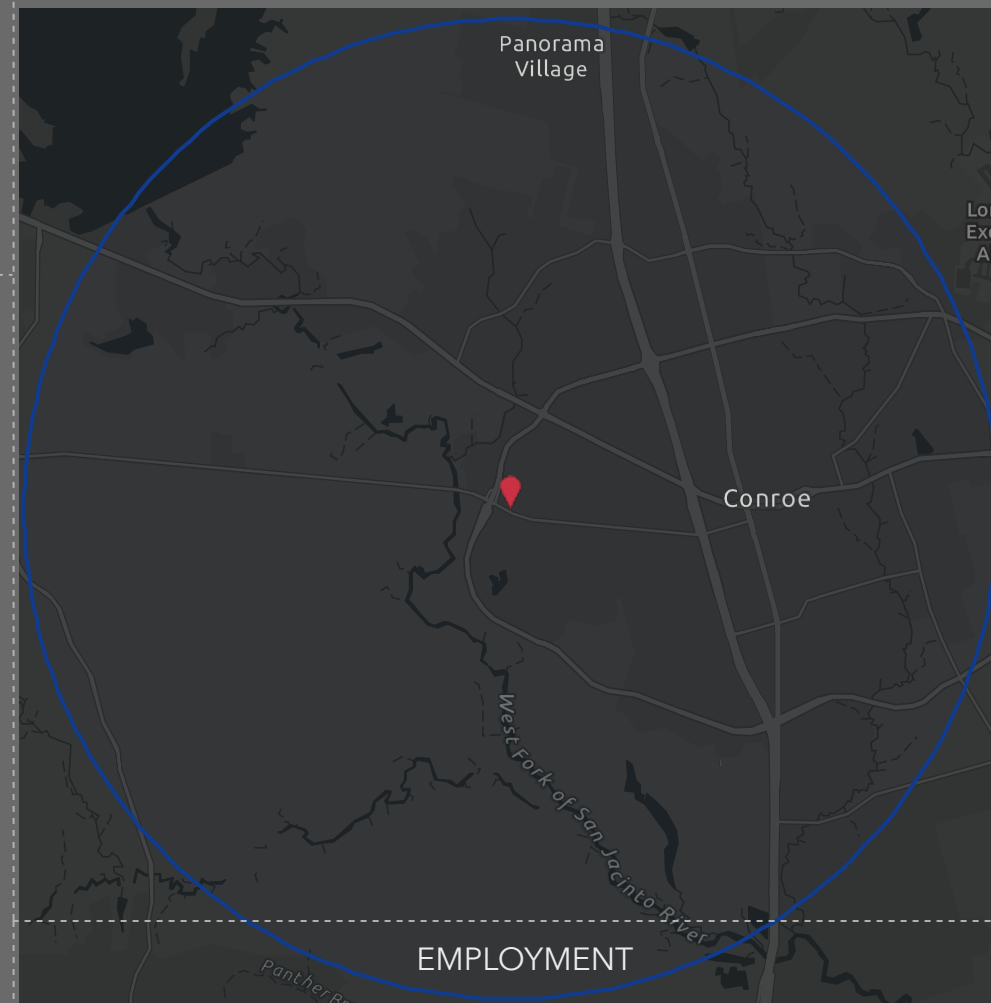 Panorama
Village
Conroe
West Fork of San Jacinto River
EMPLOYMENT